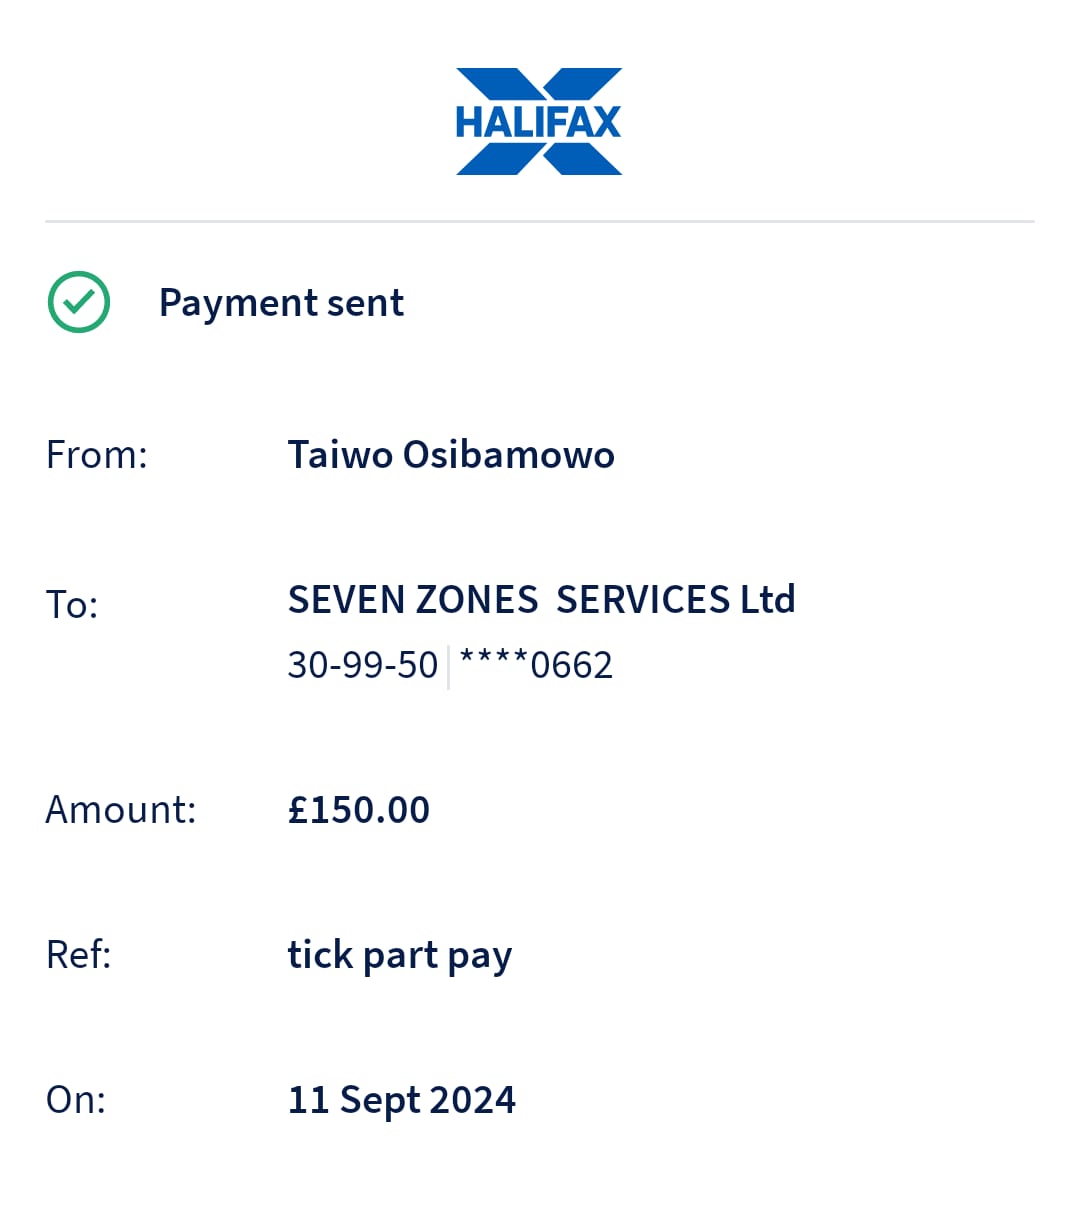 HALIFAX
Payment sent
From: Taiwo Osibamowo
To: SEVEN ZONES  SERVICES Ltd
30-99-50 ****0662
Amount: £150.00
Ref: tick part pay
On: 11 Sept 2024